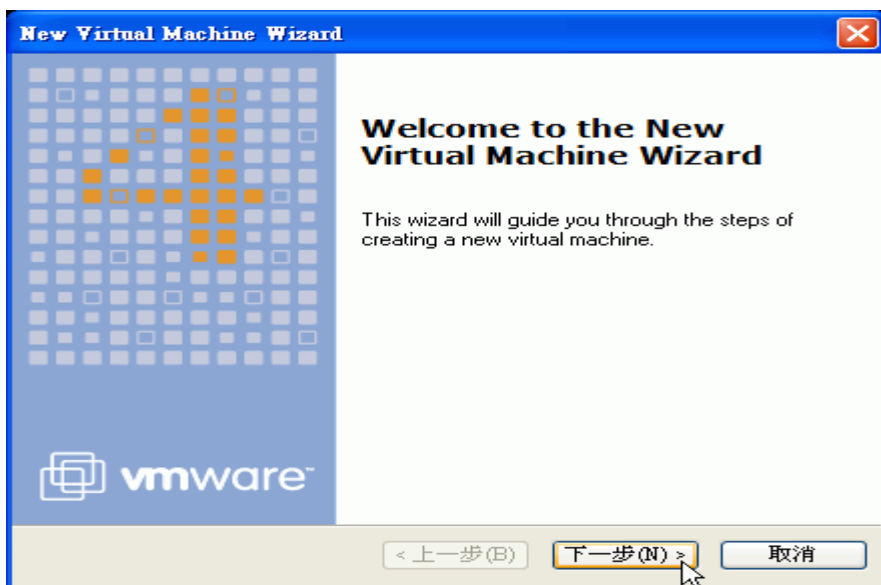 New Virtual Machine Wizard
Welcome to the New
Virtual Machine Wizard
This wizard will guide you through the steps of
creating a new virtual machine.
vmware™
< 上一步(B)
下一步(N) >
取消